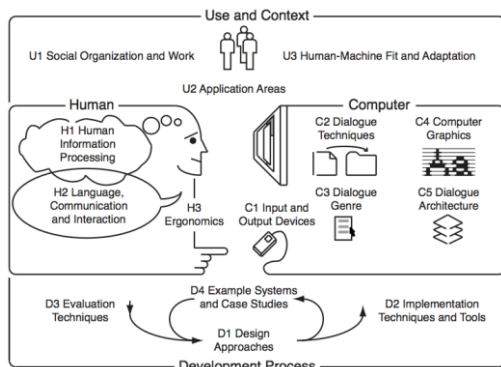 Use and Context
U1 Social Organization and Work
U3 Human-Machine Fit and Adaptation
U2 Application Areas
Human
Computer
H1 Human
Information
Processing
H2 Language,
Communication
and Interaction
H3
Ergonomics
C1 Input and
Output Devices
C2 Dialogue
Techniques
C3 Dialogue
Genre
C4 Computer
Graphics
Aa
C5 Dialogue
Architecture
D3 Evaluation
Techniques
D4 Example Systems
and Case Studies
D1 Design
Approaches
D2 Implementation
Techniques and Tools
Development Process